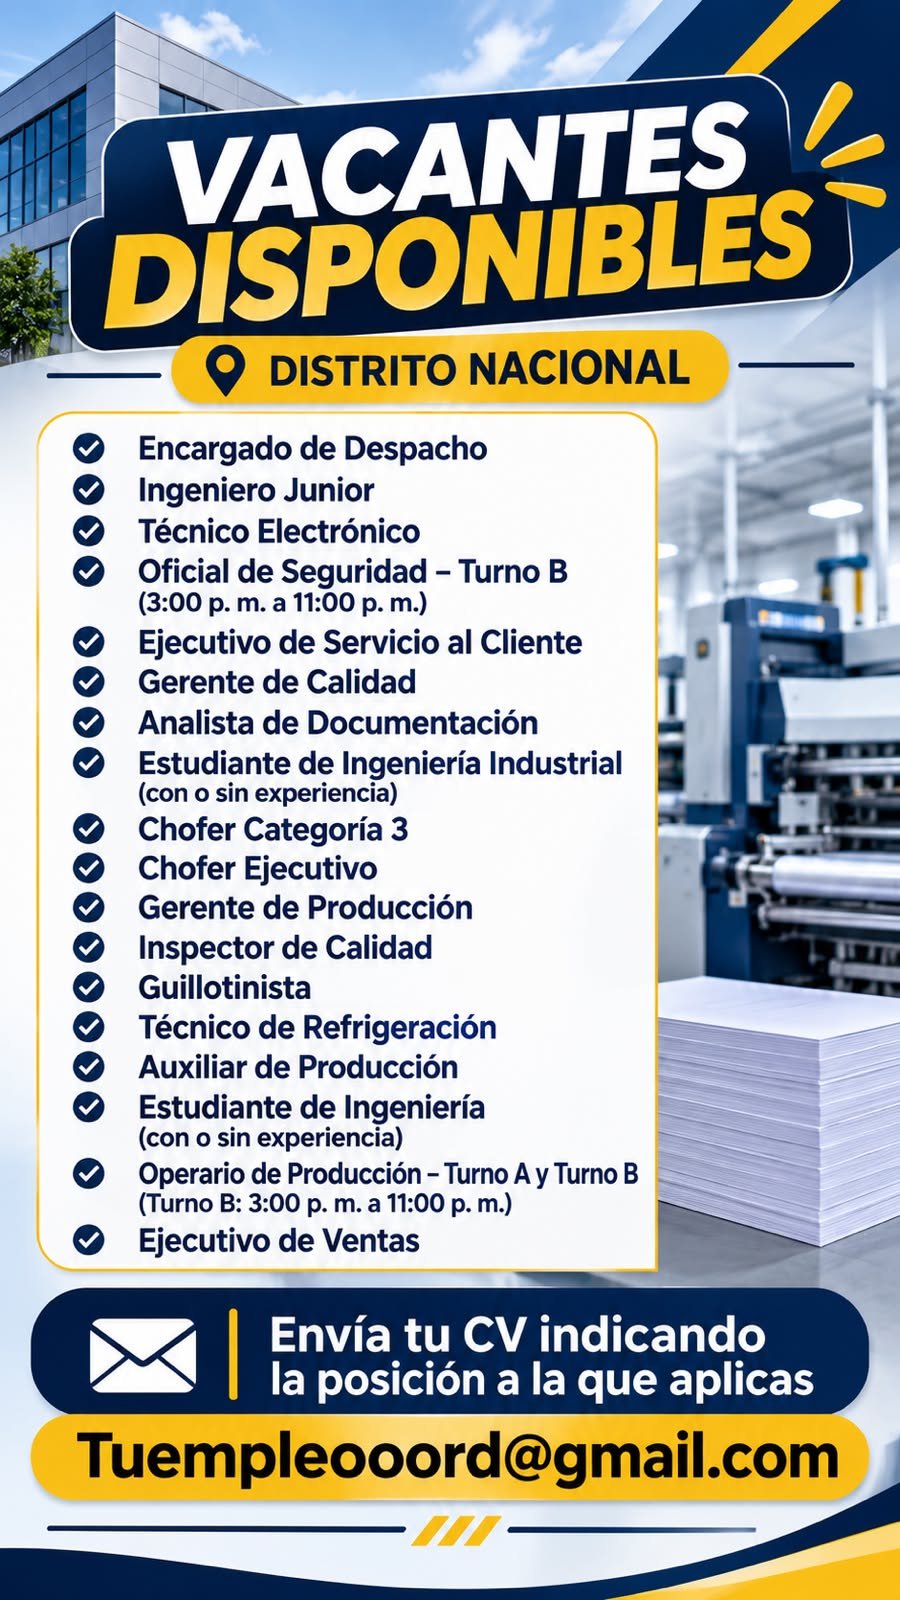 VACANTES
DISPONIBLES
DISTRITO NACIONAL
Encargado de Despacho
Ingeniero Junior
Técnico Electrónico
Oficial de Seguridad – Turno B
(3:00 p. m. a 11:00 p. m.)
Ejecutivo de Servicio al Cliente
Gerente de Calidad
Analista de Documentación
Estudiante de Ingeniería Industrial
(con o sin experiencia)
Chofer Categoría 3
Chofer Ejecutivo
Gerente de Producción
Inspector de Calidad
Guillotinista
Técnico de Refrigeración
Auxiliar de Producción
Estudiante de Ingeniería
(con o sin experiencia)
Operario de Producción – Turno A y Turno B
(Turno B: 3:00 p. m. a 11:00 p. m.)
Ejecutivo de Ventas
Envía tu CV indicando
la posición a la que aplicas
Tuempleooord@gmail.com